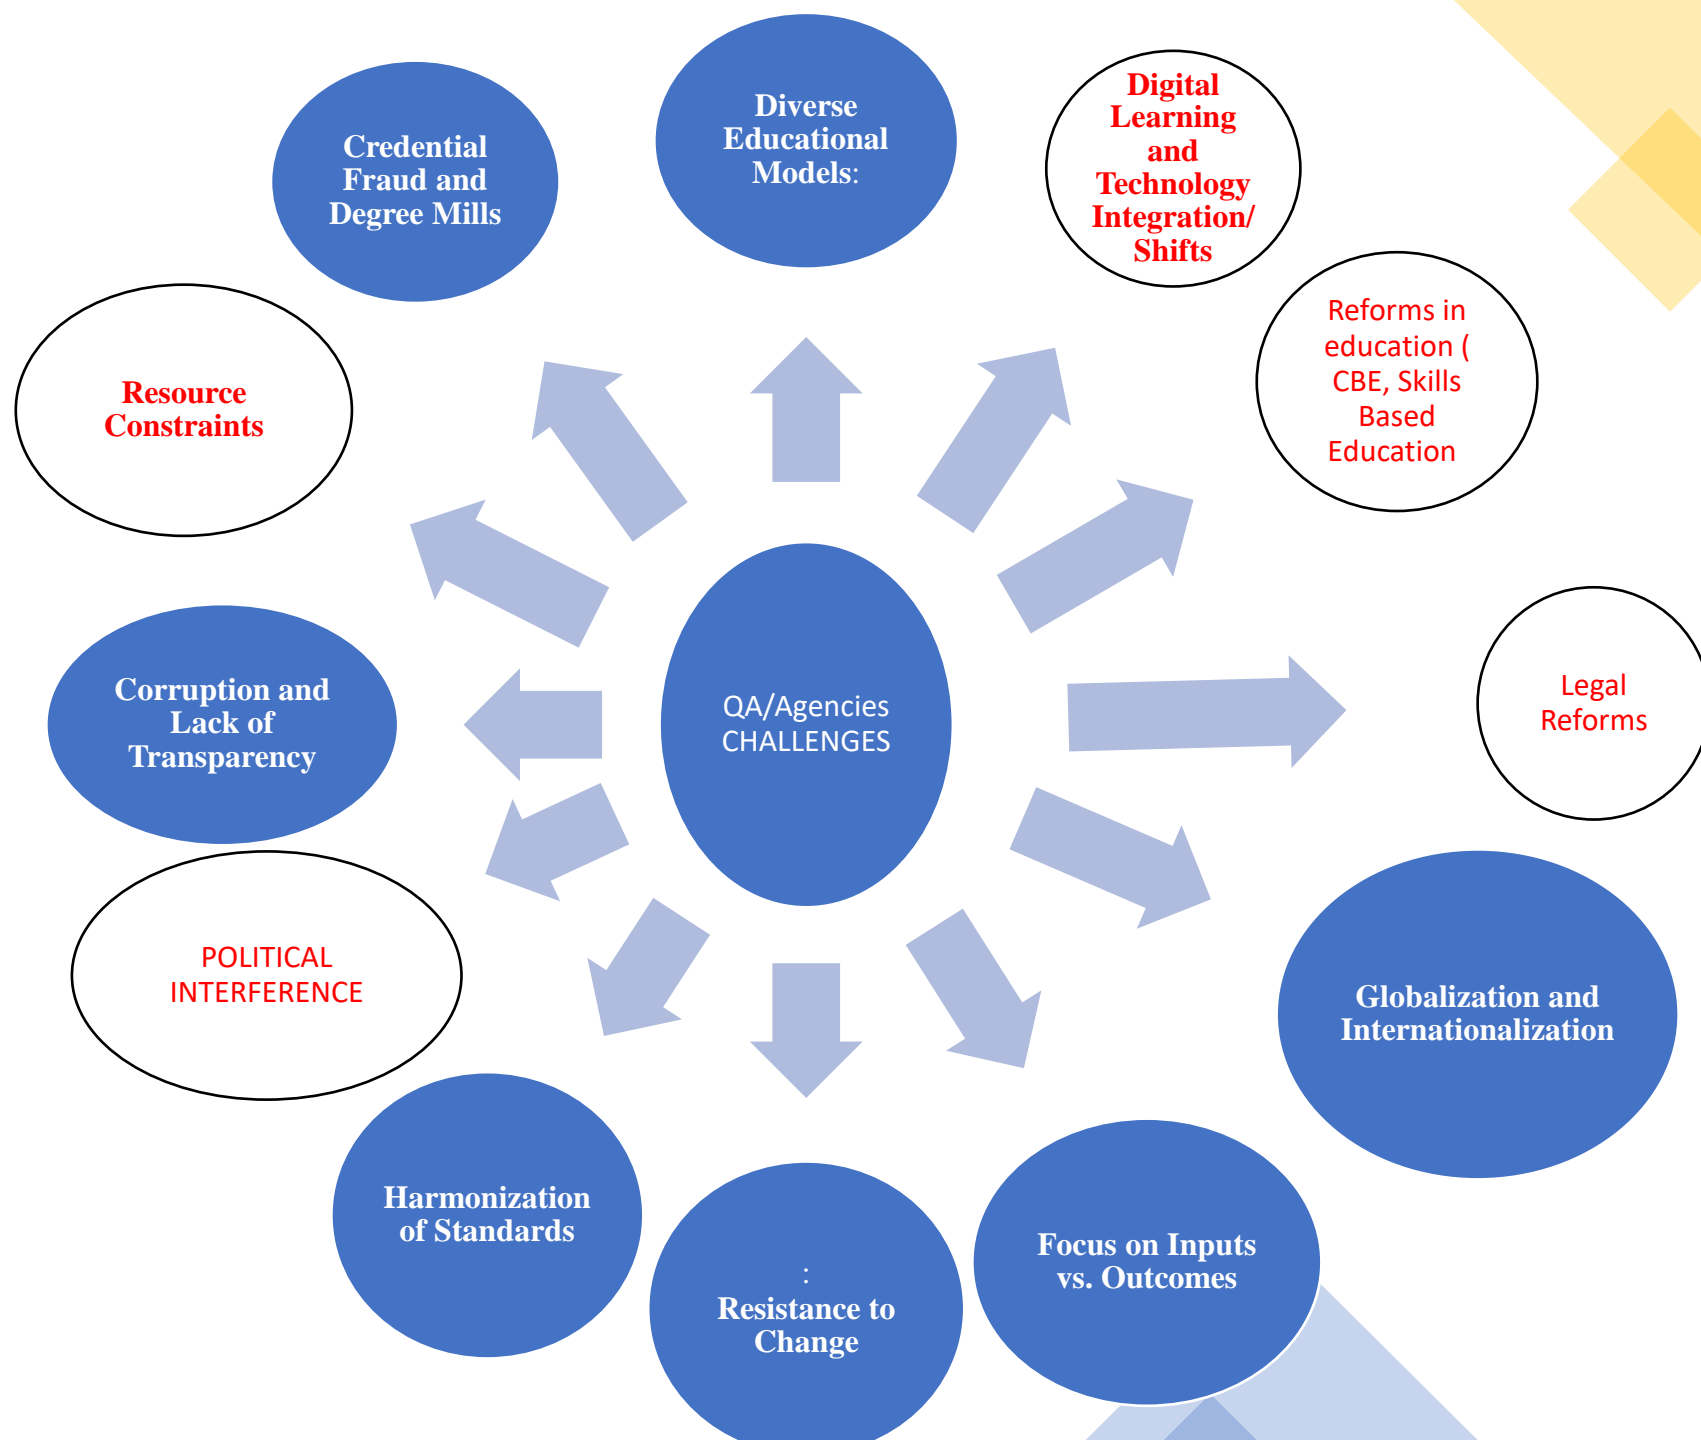 Diverse
Educational
Models:
Digital
Learning
and
Technology
Integration/
Shifts
Reforms in
education (
CBE, Skills
Based
Education
Legal
Reforms
Globalization and
Internationalization
Focus on Inputs
vs. Outcomes
:
Resistance to
Change
Harmonization
of Standards
POLITICAL
INTERFERENCE
Corruption and
Lack of
Transparency
Resource
Constraints
Credential
Fraud and
Degree Mills
QA/Agencies
CHALLENGES